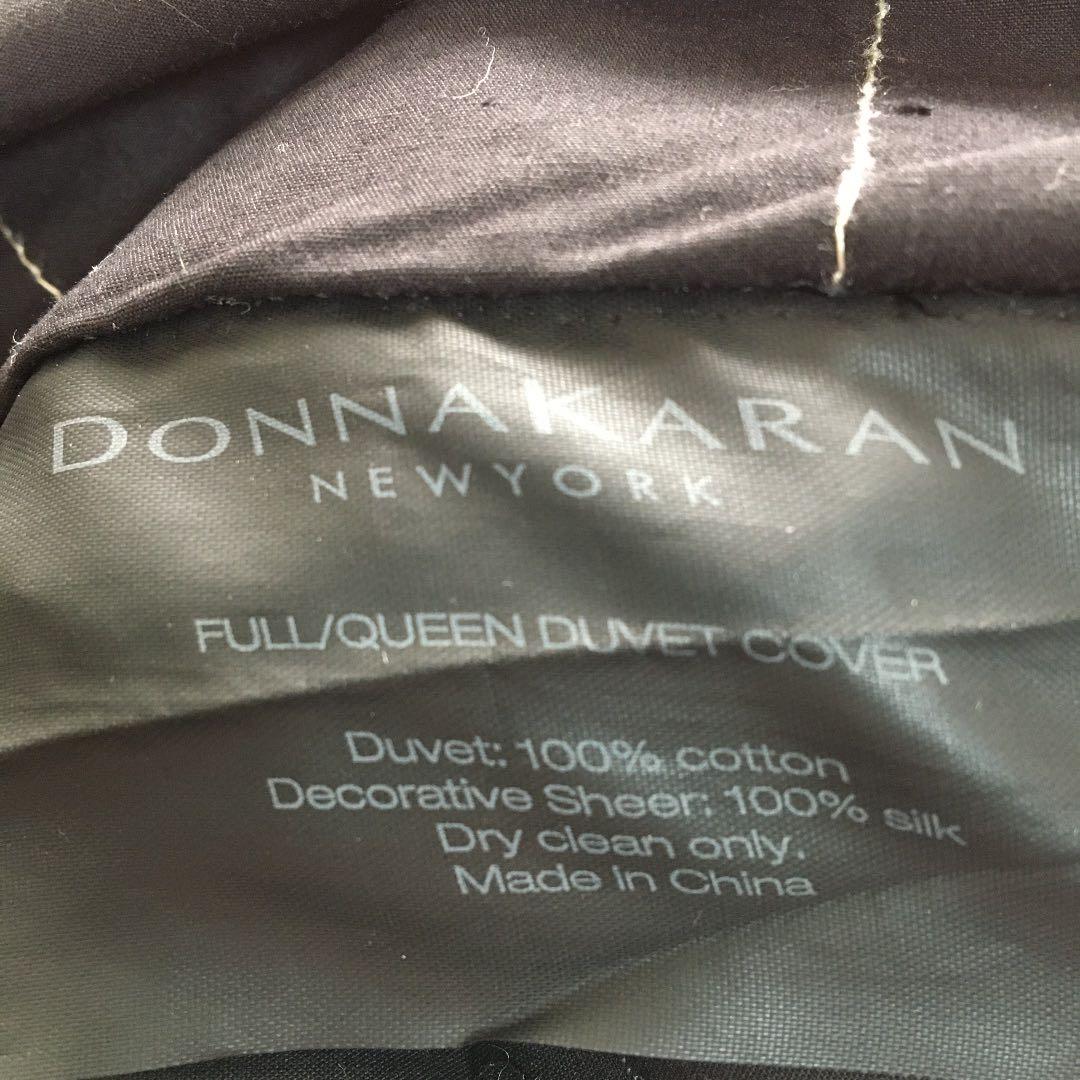 DONNAKARAN
NEWYORK
FULL/QUEEN DUVET COVER
Duvet: 100% cotton
Decorative Sheer: 100% silk
Dry clean only.
Made in China